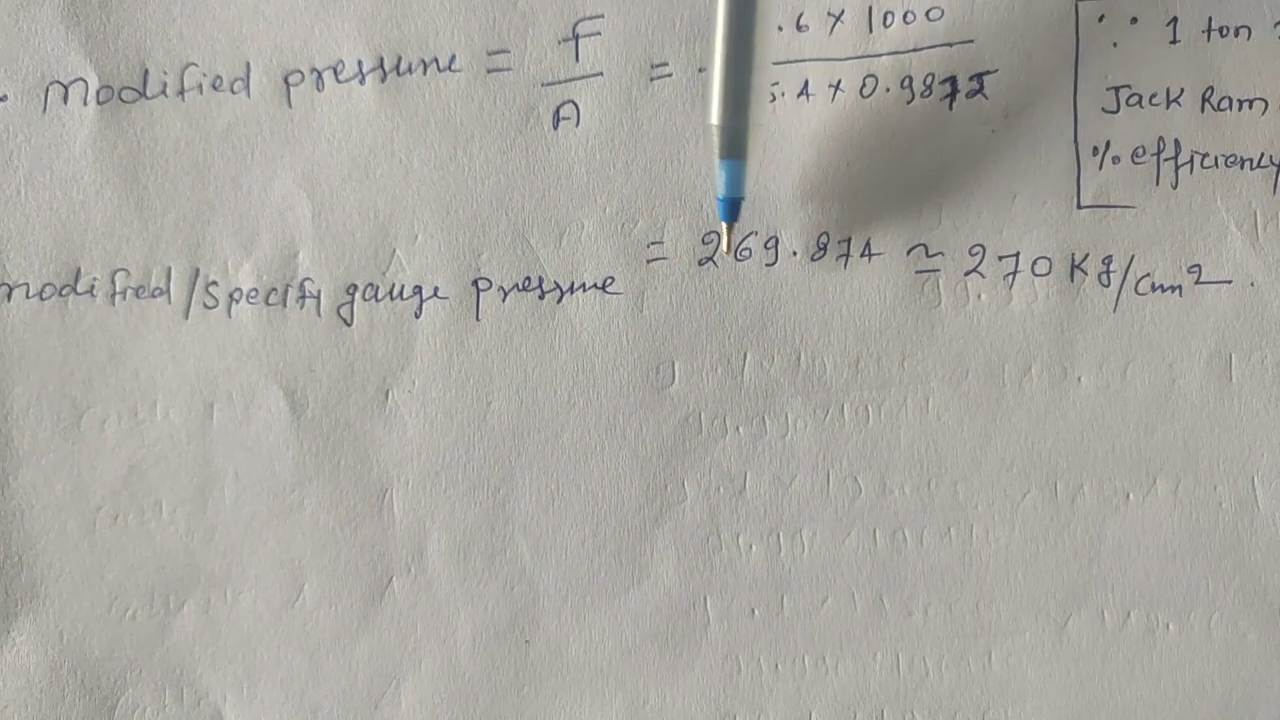 modified pressure = F/A = .6 × 1000 / 5.4 × 0.9872
∵ 1 ton
Jack Ram
% efficiency
modified/specify gauge pressure = 269.874 ≃ 270 Kg/cm².